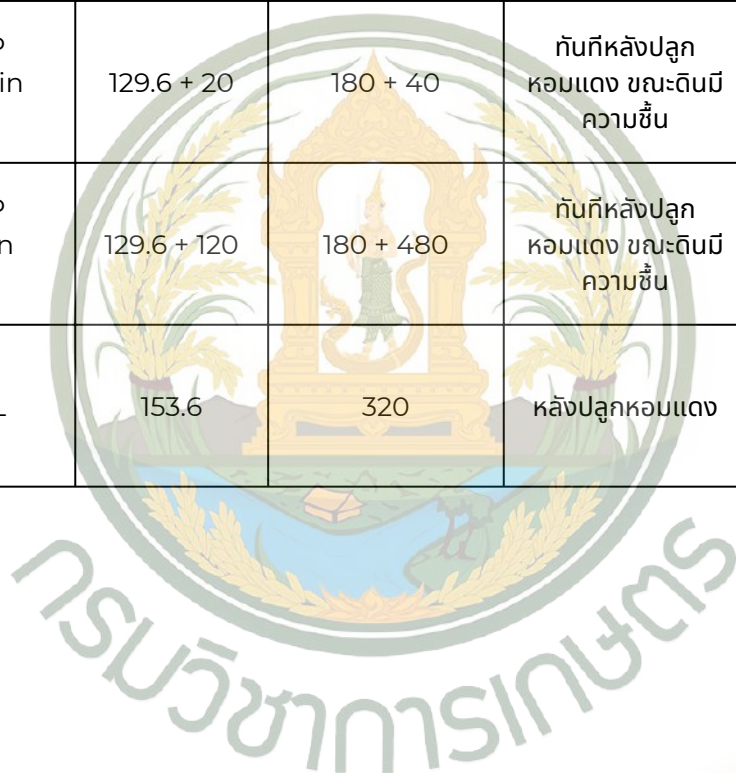 ทันทีหลังปลูก
in 129.6 + 20 180 + 40 หอมแดง ขณะดินมี
ความชื้น
ทันทีหลังปลูก
n 129.6 + 120 180 + 480 หอมแดง ขณะดินมี
ความชื้น
L 153.6 320 หลังปลูกหอมแดง
กรมวิชาการเกษตร